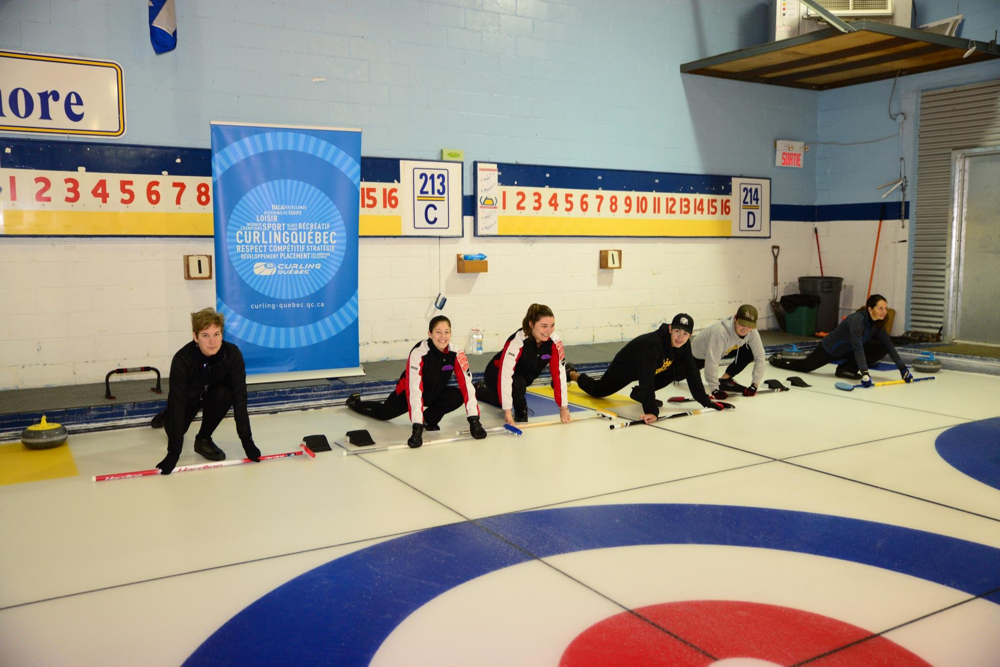 ore
1 2 3 4 5 6 7 8
15 16
213
C
1 2 3 4 5 6 7 8 9 10 11 12 13 14 15 16
214
D
SORTIE
BALAI EXCELLENCE
ACCESSIBILITÉ ÉQUIPE
LOISIR
INTÉGRITÉ
CHAMPIONS SPORT GLACE PIERRE RÉCRÉATIF
CURLINGQUÉBEC
RESPECT COMPÉTITIF STRATÉGIE
DÉVELOPPEMENT PLACEMENT COLLABORATION ENGAGEMENT
CURLING
QUÉBEC
curling-quebec.qc.ca
1
1
Hardline Hardline Hardline